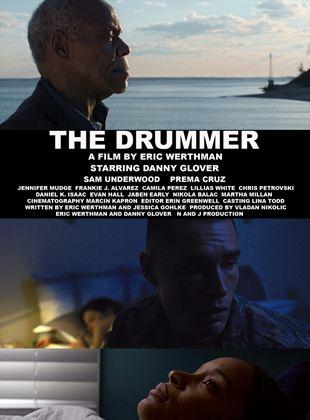 THE DRUMMER
A FILM BY ERIC WERTHMAN
STARRING DANNY GLOVER
SAM UNDERWOOD PREMA CRUZ
JENNIFER MUDGE FRANKIE J. ALVAREZ CAMILA PEREZ LILLIAS WHITE CHRIS PETROVSKI
DANIEL K. ISAAC EVAN HALL JABEN EARLY NIKOLA BALAC MARTHA MILLAN
CINEMATOGRAPHY MARCIN KAPRON EDITOR ERIN GREENWELL CASTING LINA TODD
WRITTEN BY ERIC WERTHMAN AND JESSICA GOHLKE PRODUCED BY VLADAN NIKOLIC
ERIC WERTHMAN AND DANNY GLOVER N AND J PRODUCTION